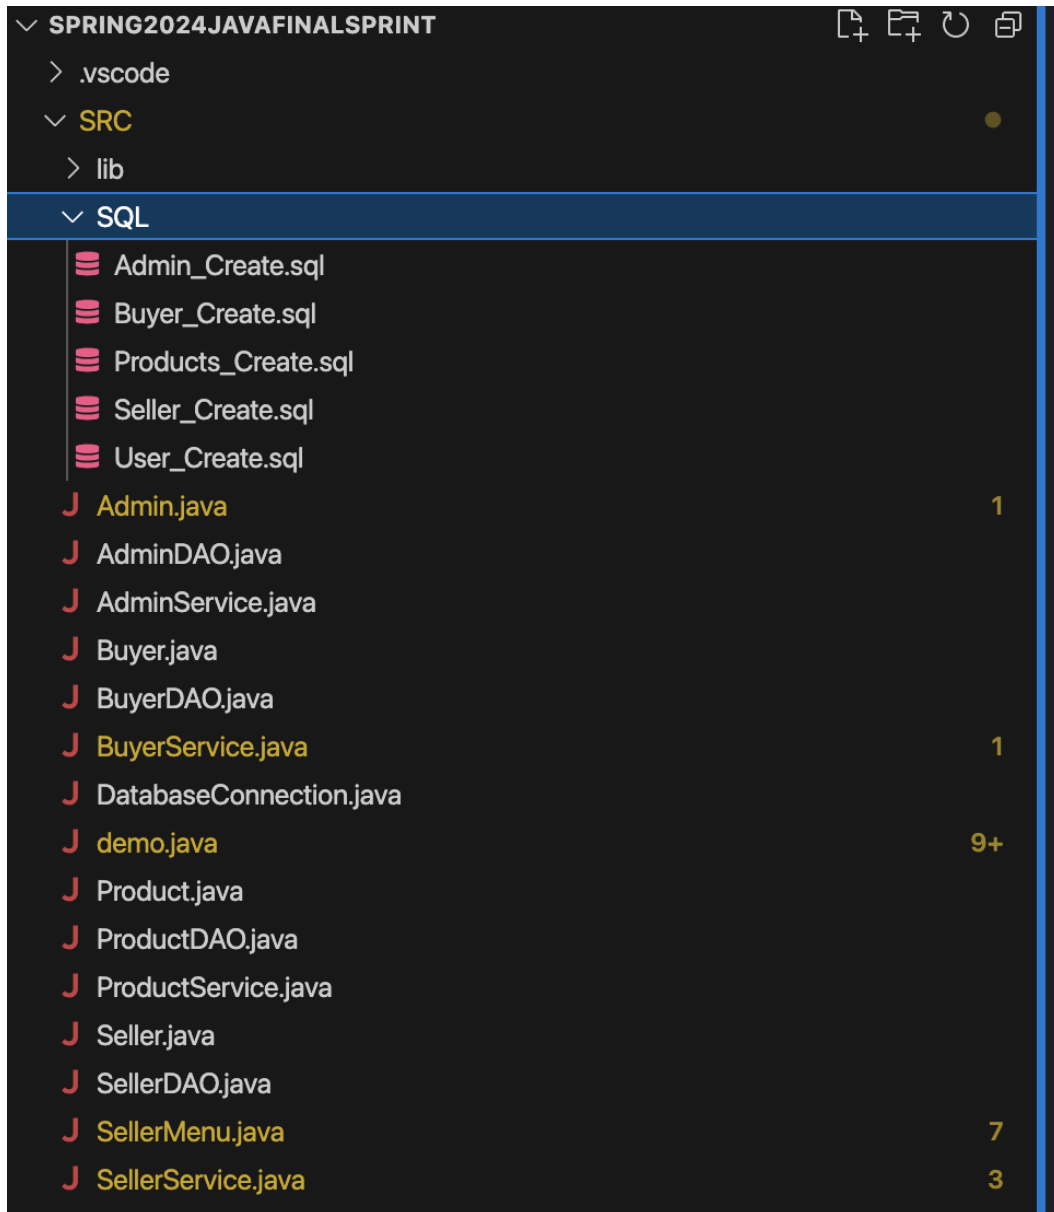 SPRING2024JAVAFINALSPRINT
.vscode
SRC
lib
SQL
Admin_Create.sql
Buyer_Create.sql
Products_Create.sql
Seller_Create.sql
User_Create.sql
J Admin.java 1
J AdminDAO.java
J AdminService.java
J Buyer.java
J BuyerDAO.java
J BuyerService.java 1
J DatabaseConnection.java
J demo.java 9+
J Product.java
J ProductDAO.java
J ProductService.java
J Seller.java
J SellerDAO.java
J SellerMenu.java 7
J SellerService.java 3